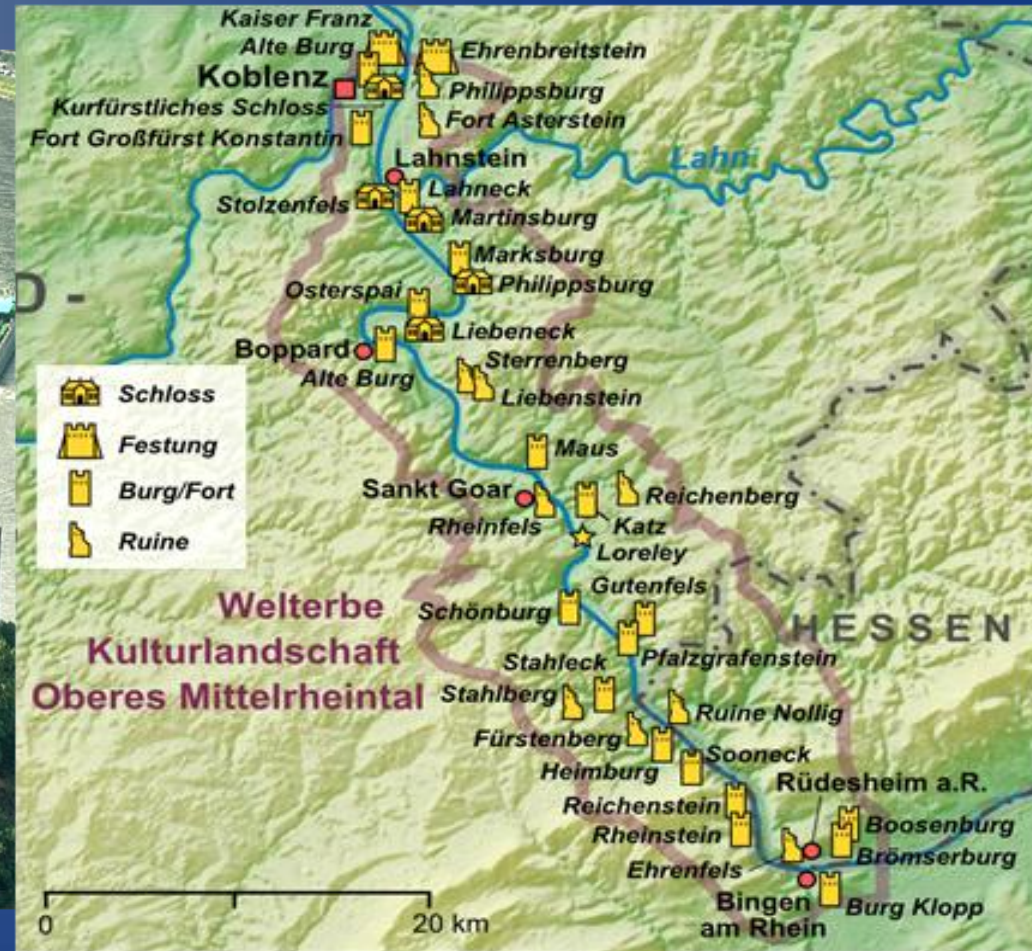 Kaiser Franz
Alte Burg
Ehrenbreitstein
Koblenz
Philippsburg
Kurfürstliches Schloss
Fort Asterstein
Fort Großfürst Konstantin
Lahnstein
Lahn
Lahneck
Stolzenfels
Martinsburg
Marksburg
D -
Osterspai
Philippsburg
Liebeneck
Boppard
Sterrenberg
Alte Burg
Liebenstein
Schloss
Festung
Burg/Fort
Ruine
Maus
Sankt Goar
Reichenberg
Rheinfels
Katz
Loreley
Gutenfels
Welterbe
Kulturlandschaft
Oberes Mittelrheintal
Schönburg
HESSEN
Pfalzgrafenstein
Stahleck
Stahlberg
Ruine Nollig
Fürstenberg
Sooneck
Heimburg
Rüdesheim a.R.
Reichenstein
Boosenburg
Rheinstein
Brömserburg
Ehrenfels
Bingen
am Rhein
Burg Klopp
0
20 km